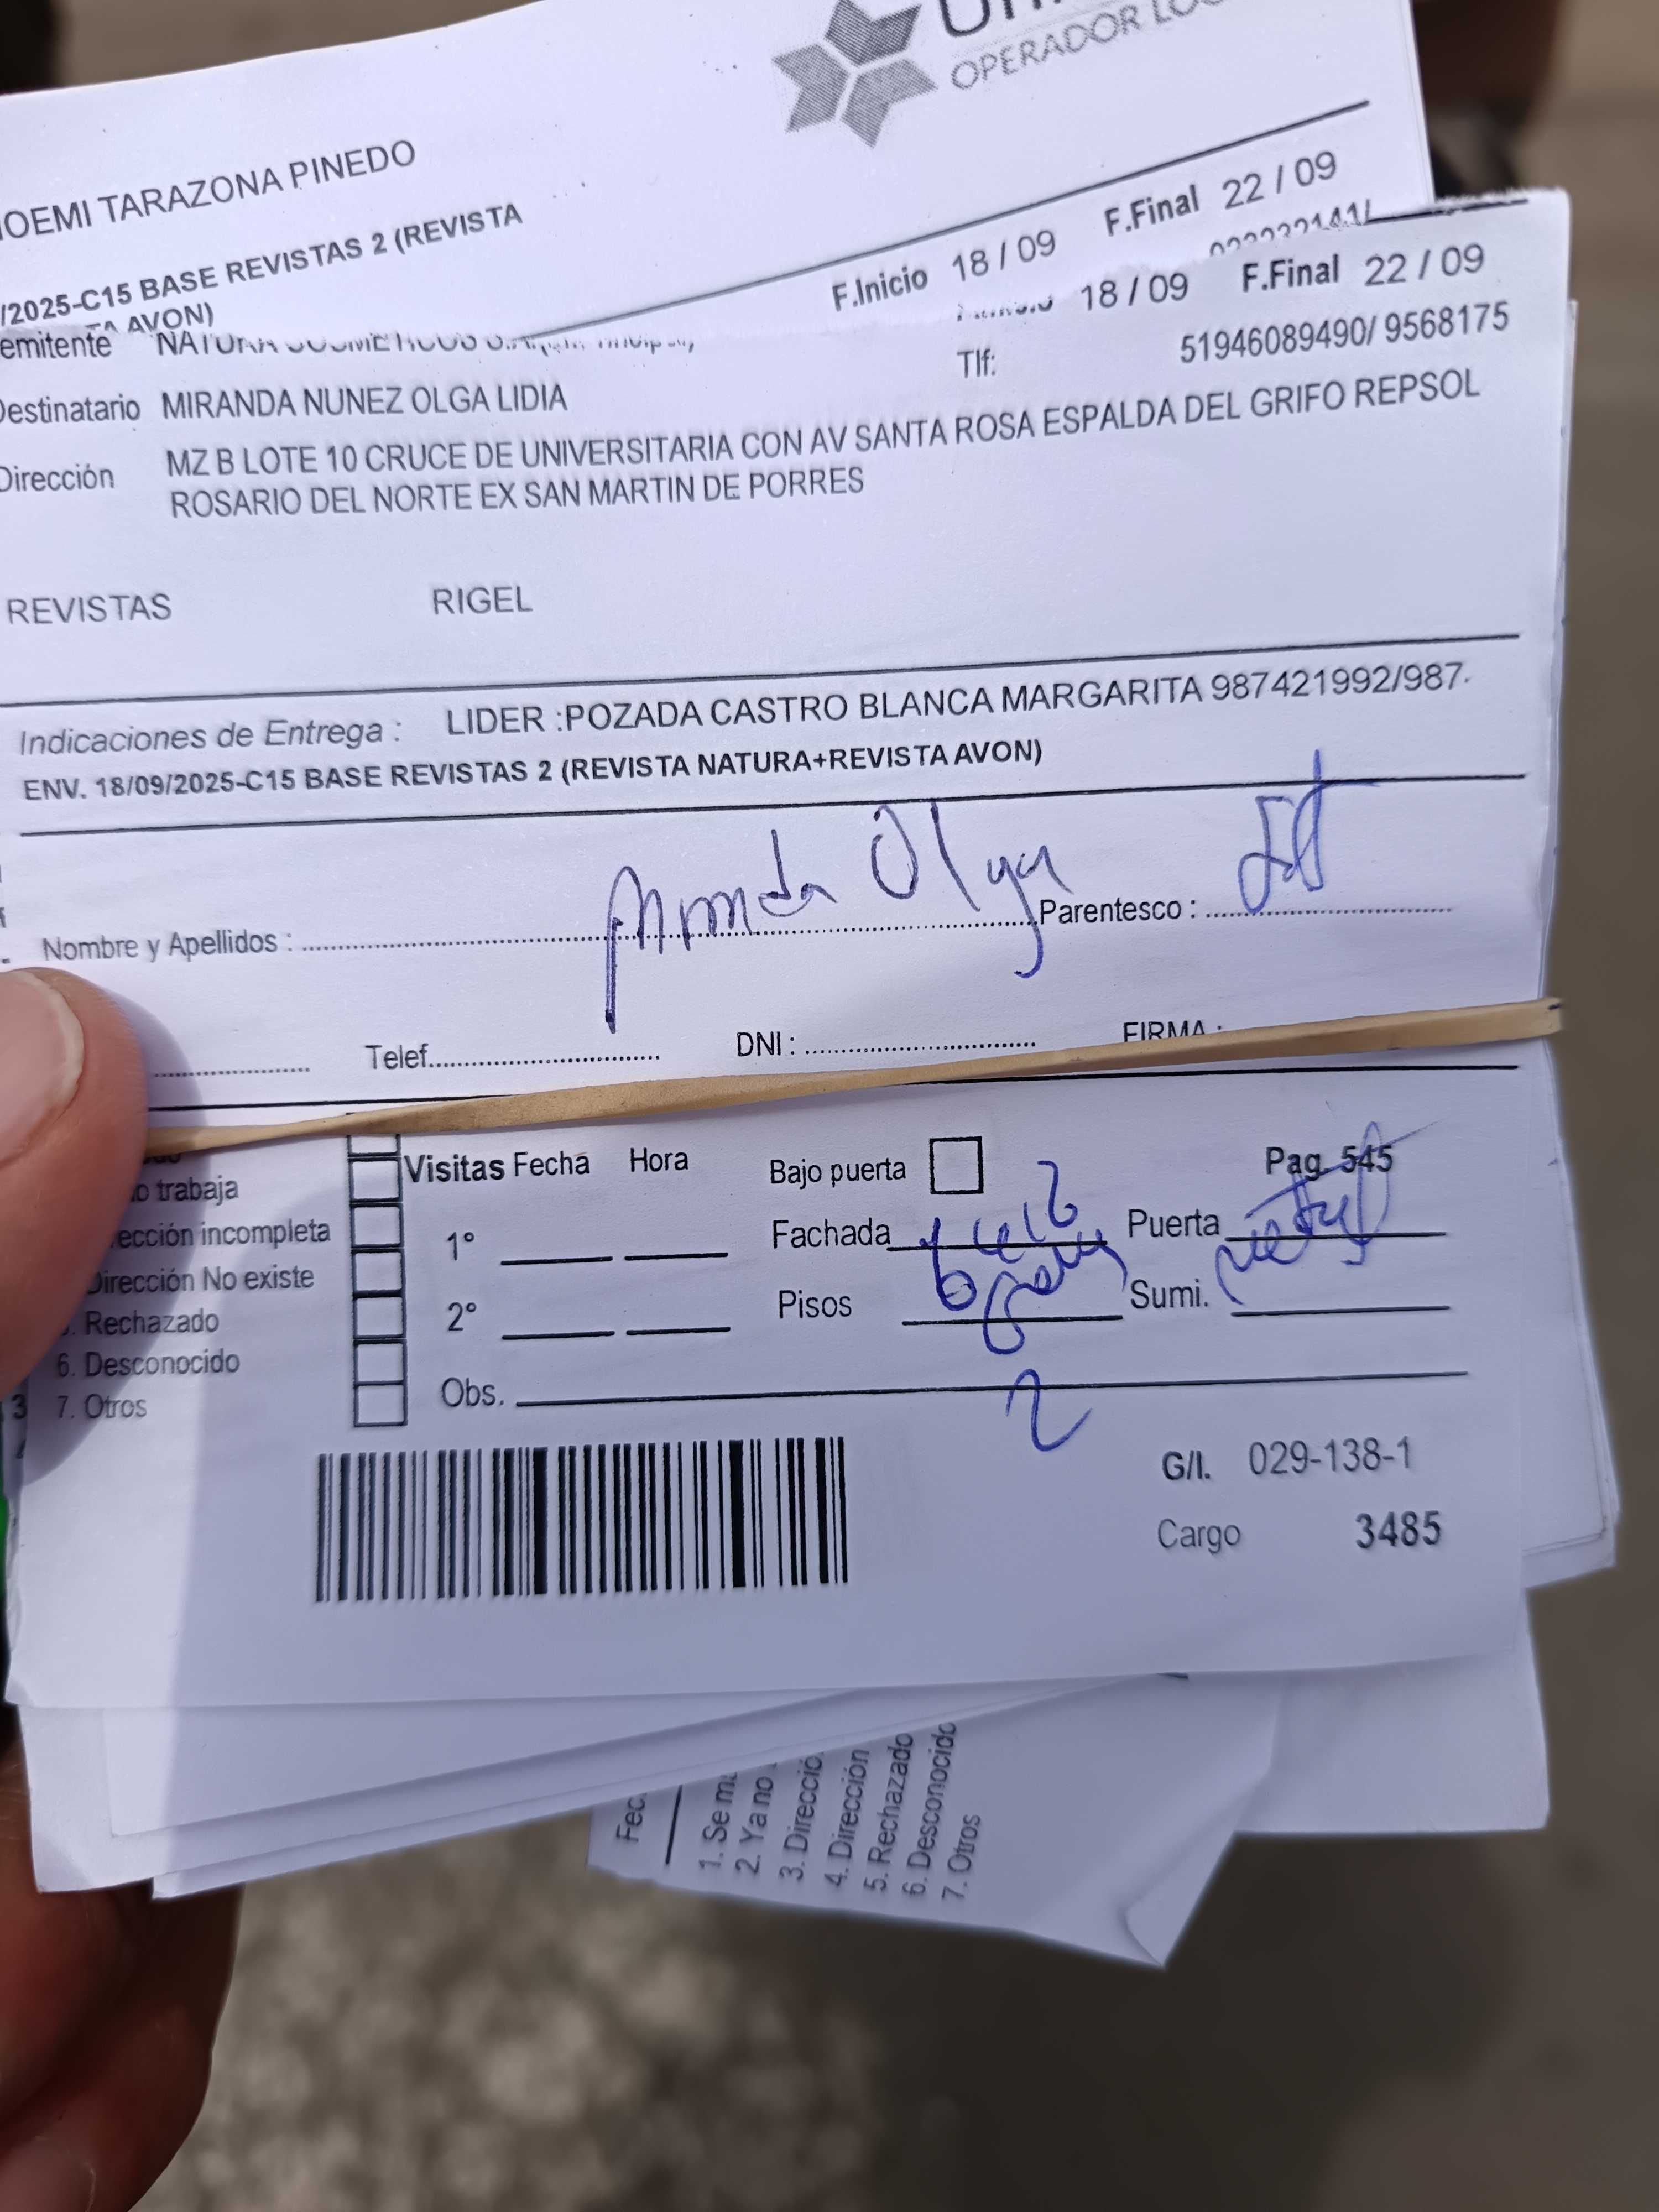 OPERADOR
TARAZONA PINEDO
/2025-C15 BASE REVISTAS 2 (REVISTA
AVON)
F.Inicio 18 / 09 F.Final 22 / 09
18 / 09 F.Final 22 / 09
emitente NATURA
Destinatario MIRANDA NUNEZ OLGA LIDIA Tlf: 51946089490/ 9568175
Dirección MZ B LOTE 10 CRUCE DE UNIVERSITARIA CON AV SANTA ROSA ESPALDA DEL GRIFO REPSOL
ROSARIO DEL NORTE EX SAN MARTIN DE PORRES
REVISTAS RIGEL
Indicaciones de Entrega : LIDER :POZADA CASTRO BLANCA MARGARITA 987421992/987
ENV. 18/09/2025-C15 BASE REVISTAS 2 (REVISTA NATURA+REVISTA AVON)
Nombre y Apellidos : Olga Parentesco :
Telef. DNI : FIRMA :
Visitas Fecha Hora Bajo puerta Pag. 545
o trabaja
ección incompleta 1° Fachada Puerta
Dirección No existe
. Rechazado 2° Pisos Sumi.
6. Desconocido
7. Otros Obs. 2
G/I. 029-138-1
Cargo 3485
Fec
1. Se m
2. Ya no
3. Direcció
4. Dirección
5. Rechazado
6. Desconocido
7. Otros